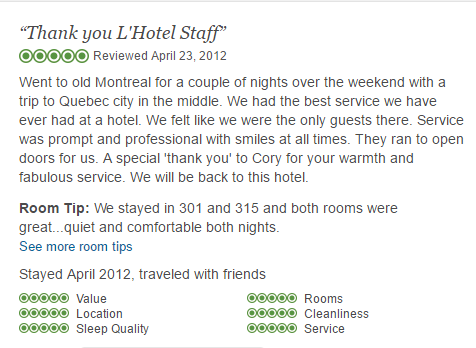 “Thank you L'Hotel Staff”
Reviewed April 23, 2012
Went to old Montreal for a couple of nights over the weekend with a
trip to Quebec city in the middle. We had the best service we have
ever had at a hotel. We felt like we were the only guests there. Service
was prompt and professional with smiles at all times. They ran to open
doors for us. A special 'thank you' to Cory for your warmth and
fabulous service. We will be back to this hotel.
Room Tip: We stayed in 301 and 315 and both rooms were
great...quiet and comfortable both nights.
See more room tips
Stayed April 2012, traveled with friends
Value Rooms
Location Cleanliness
Sleep Quality Service